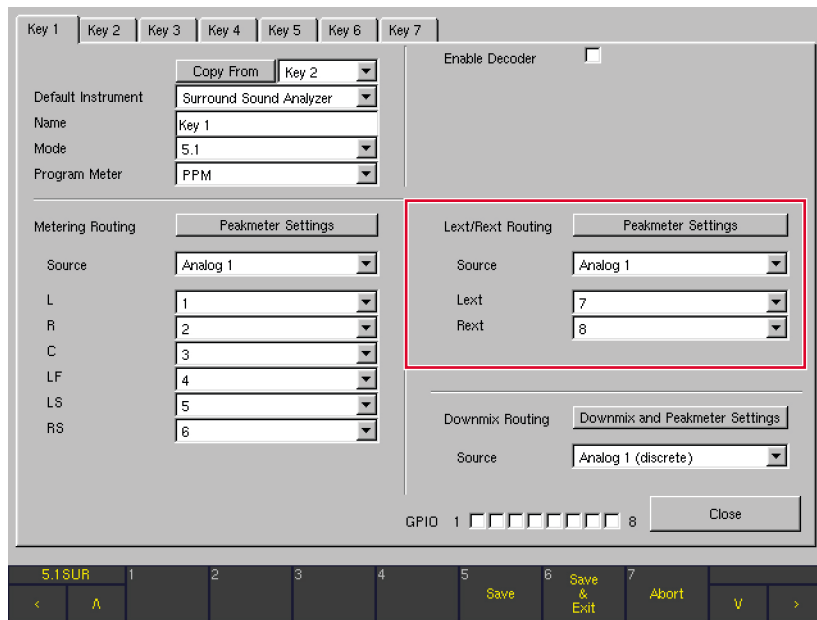 Key 1 Key 2 Key 3 Key 4 Key 5 Key 6 Key 7
Copy From Key 2
Default Instrument Surround Sound Analyzer
Name Key 1
Mode 5.1
Program Meter PPM
Enable Decoder
Metering Routing Peakmeter Settings
Source Analog 1
L 1
R 2
C 3
LF 4
LS 5
RS 6
Lext/Rext Routing Peakmeter Settings
Source Analog 1
Lext 7
Rext 8
Downmix Routing Downmix and Peakmeter Settings
Source Analog 1 (discrete)
GPIO 1 8 Close
5.1SUR 1 2 3 4 5 6 7
< Λ Save Save & Exit Abort V >